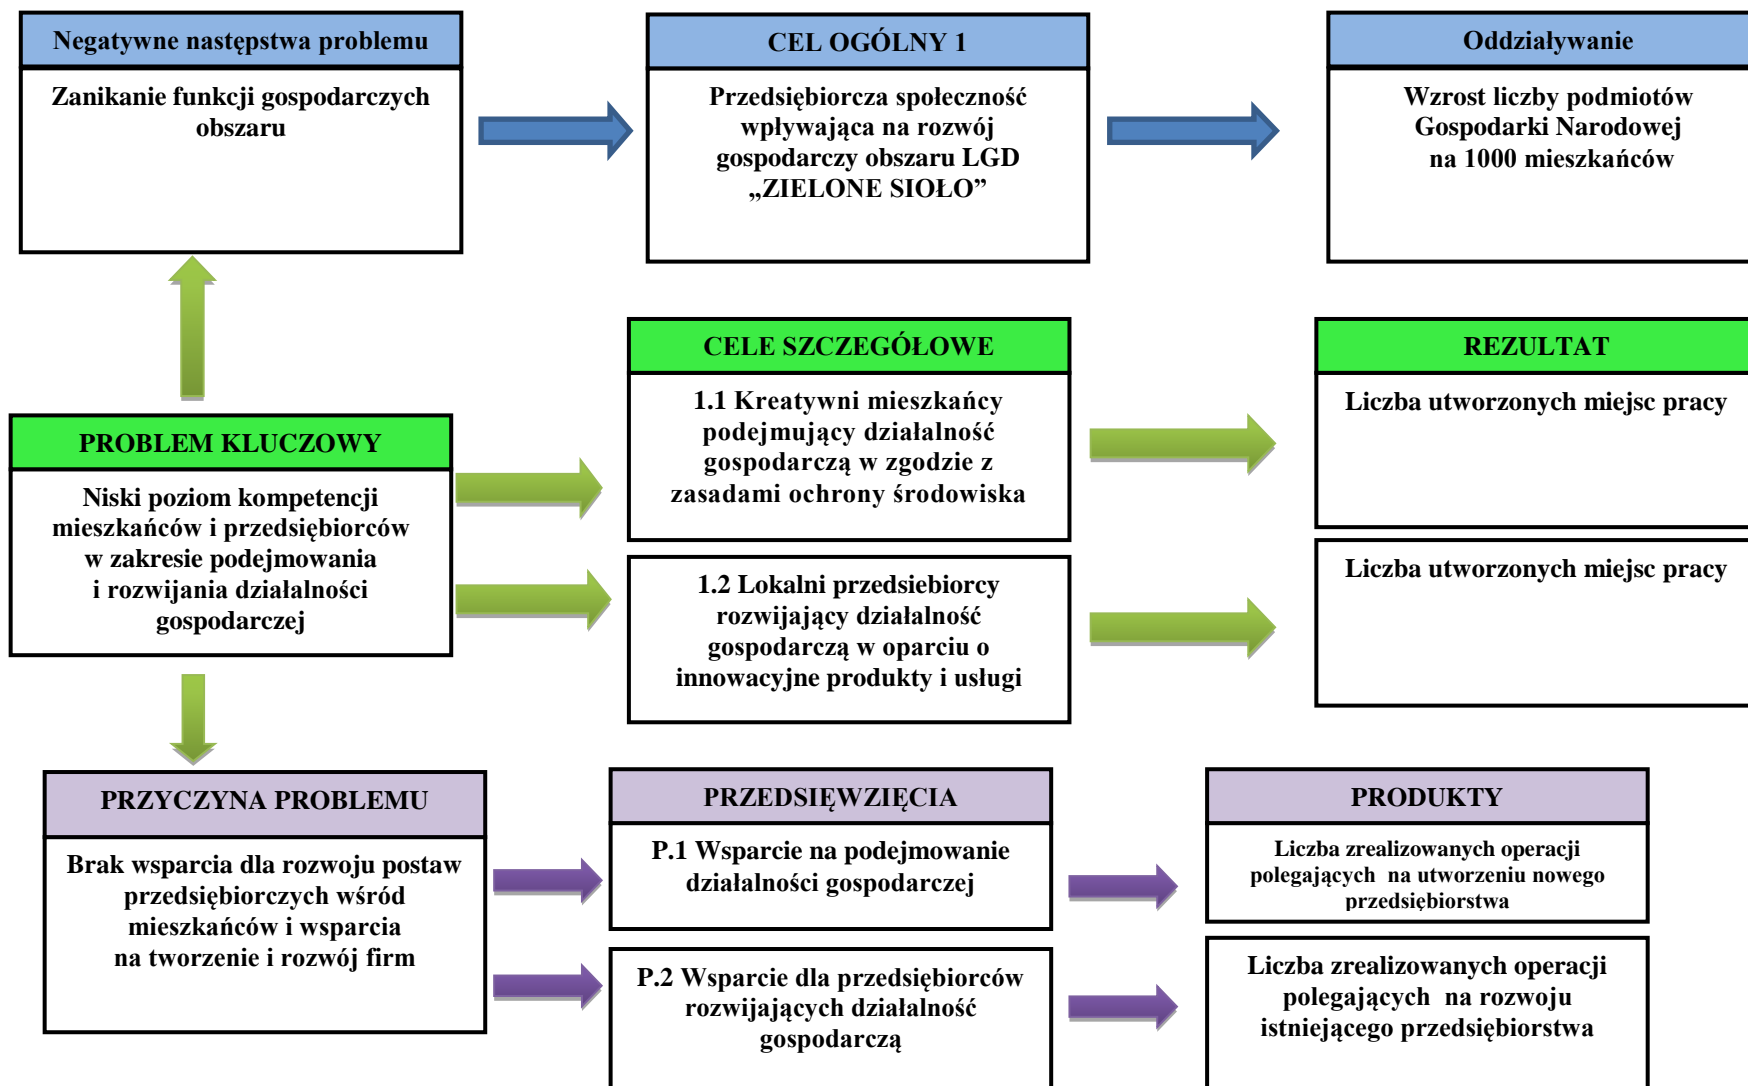 Negatywne następstwa problemu
Zanikanie funkcji gospodarczych
obszaru
CEL OGÓLNY 1
Przedsiębiorcza społeczność
wpływająca na rozwój
gospodarczy obszaru LGD
„ZIELONE SIOŁO”
Oddziaływanie
Wzrost liczby podmiotów
Gospodarki Narodowej
na 1000 mieszkańców
PROBLEM KLUCZOWY
Niski poziom kompetencji
mieszkańców i przedsiębiorców
w zakresie podejmowania
i rozwijania działalności
gospodarczej
CELE SZCZEGÓŁOWE
1.1 Kreatywni mieszkańcy
podejmujący działalność
gospodarczą w zgodzie z
zasadami ochrony środowiska
1.2 Lokalni przedsiebiorcy
rozwijający działalność
gospodarczą w oparciu o
innowacyjne produkty i usługi
REZULTAT
Liczba utworzonych miejsc pracy
Liczba utworzonych miejsc pracy
PRZYCZYNA PROBLEMU
Brak wsparcia dla rozwoju postaw
przedsiębiorczych wśród
mieszkańców i wsparcia
na tworzenie i rozwój firm
PRZEDSIĘWZIĘCIA
P.1 Wsparcie na podejmowanie
działalności gospodarczej
P.2 Wsparcie dla przedsiębiorców
rozwijających działalność
gospodarczą
PRODUKTY
Liczba zrealizowanych operacji
polegających na utworzeniu nowego
przedsiębiorstwa
Liczba zrealizowanych operacji
polegających na rozwoju
istniejącego przedsiębiorstwa